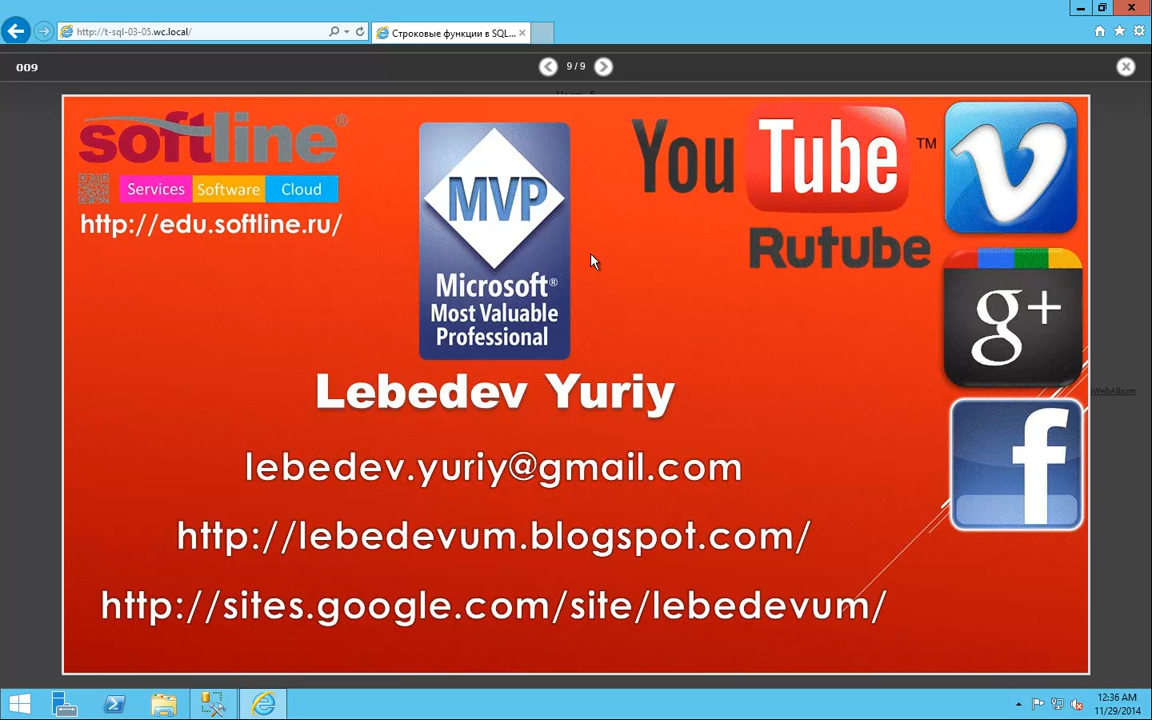 http://t-sql-03-05.wc.local/
Строковые функции в SQL...
009
9 / 9
softline®
Services Software Cloud
http://edu.softline.ru/
MVP
Microsoft®
Most Valuable
Professional
YouTube™
Rutube
g+
f
Lebedev Yuriy
lebedev.yuriy@gmail.com
http://lebedevum.blogspot.com/
http://sites.google.com/site/lebedevum/
WebAlbum
12:36 AM
11/29/2014